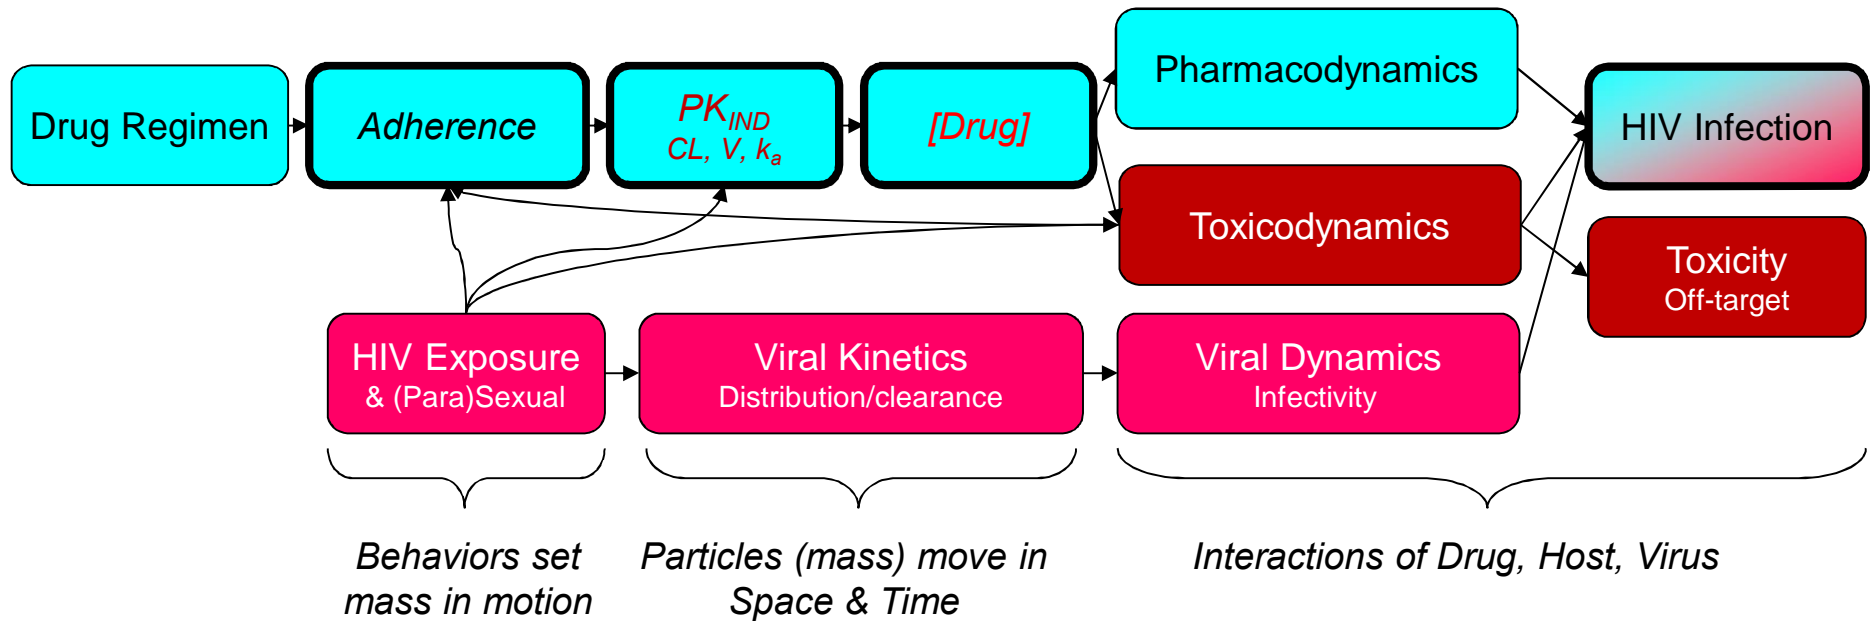 Drug Regimen
Adherence
PK_IND
CL, V, k_a
[Drug]
Pharmacodynamics
HIV Infection
Toxicodynamics
Toxicity
Off-target
HIV Exposure
& (Para)Sexual
Viral Kinetics
Distribution/clearance
Viral Dynamics
Infectivity
Behaviors set
mass in motion
Particles (mass) move in
Space & Time
Interactions of Drug, Host, Virus